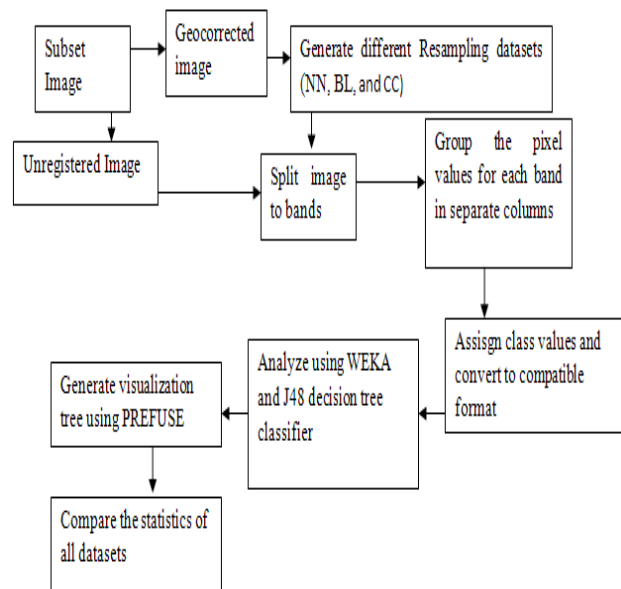 Subset
Image
Geocorrected
image
Generate different Resampling datasets
(NN, BL, and CC)
Unregistered Image
Split image
to bands
Group the pixel
values for each band
in separate columns
Assisgn class values and
convert to compatible
format
Analyze using WEKA
and J48 decision tree
classifier
Generate visualization
tree using PREFUSE
Compare the statistics of
all datasets